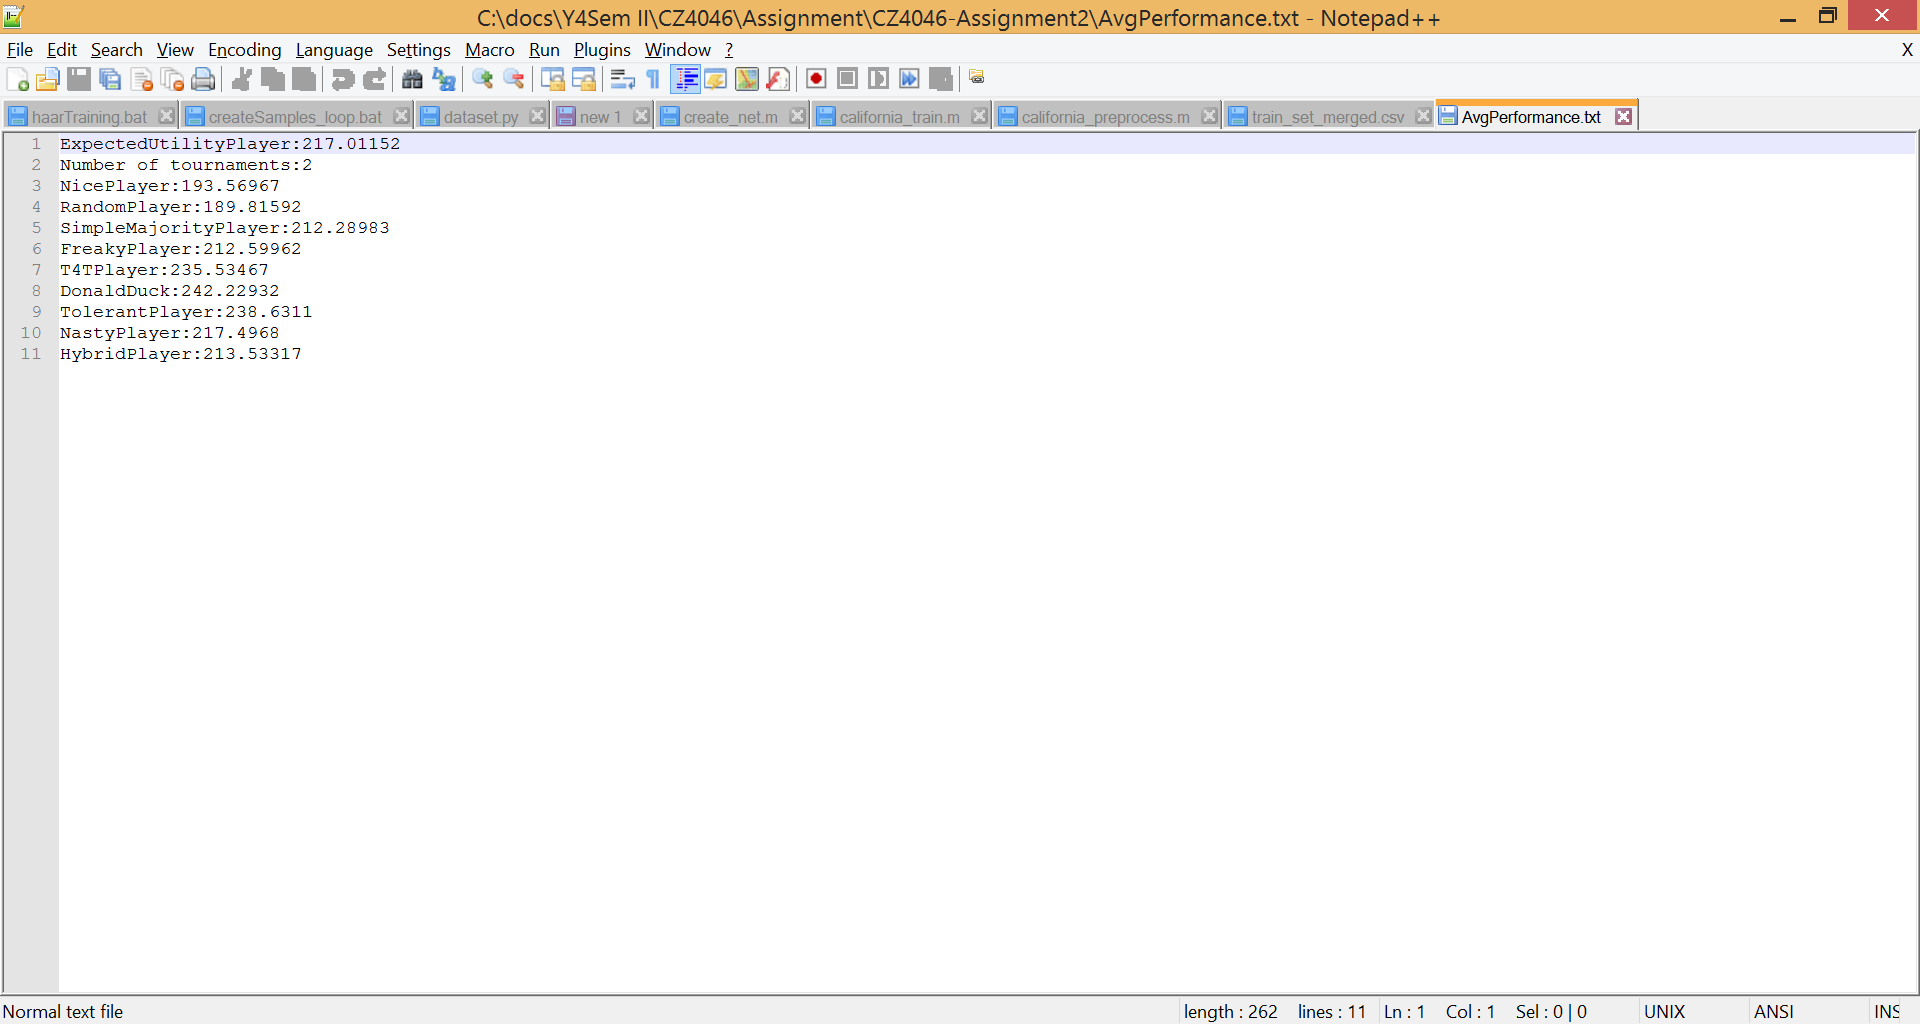 C:\docs\Y4Sem II\CZ4046\Assignment\CZ4046-Assignment2\AvgPerformance.txt - Notepad++
File Edit Search View Encoding Language Settings Macro Run Plugins Window ? X
haarTraining.bat createSamples_loop.bat dataset.py new 1 create_net.m california_train.m california_preprocess.m train_set_merged.csv AvgPerformance.txt
1 ExpectedUtilityPlayer:217.01152
2 Number of tournaments:2
3 NicePlayer:193.56967
4 RandomPlayer:189.81592
5 SimpleMajorityPlayer:212.28983
6 FreakyPlayer:212.59962
7 T4TPlayer:235.53467
8 DonaldDuck:242.22932
9 TolerantPlayer:238.6311
10 NastyPlayer:217.4968
11 HybridPlayer:213.53317
Normal text file length : 262 lines : 11 Ln : 1 Col : 1 Sel : 0 | 0 UNIX ANSI INS